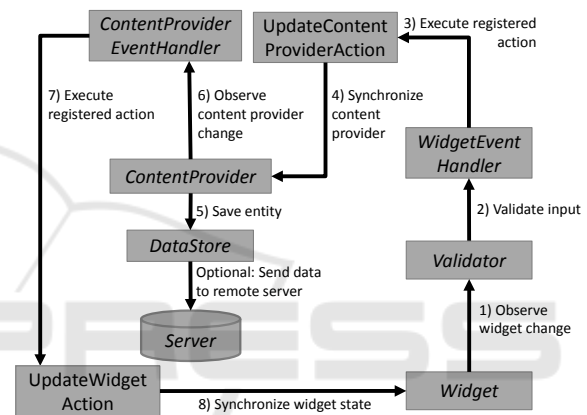 ContentProvider
EventHandler
UpdateContent
ProviderAction
3) Execute registered
action
7) Execute
registered action
6) Observe
content provider
change
4) Synchronize
content
provider
WidgetEvent
Handler
ContentProvider
2) Validate input
5) Save entity
DataStore
Validator
Optional: Send data
to remote server
1) Observe
widget change
Server
UpdateWidget
Action
Widget
8) Synchronize widget state
PRESS